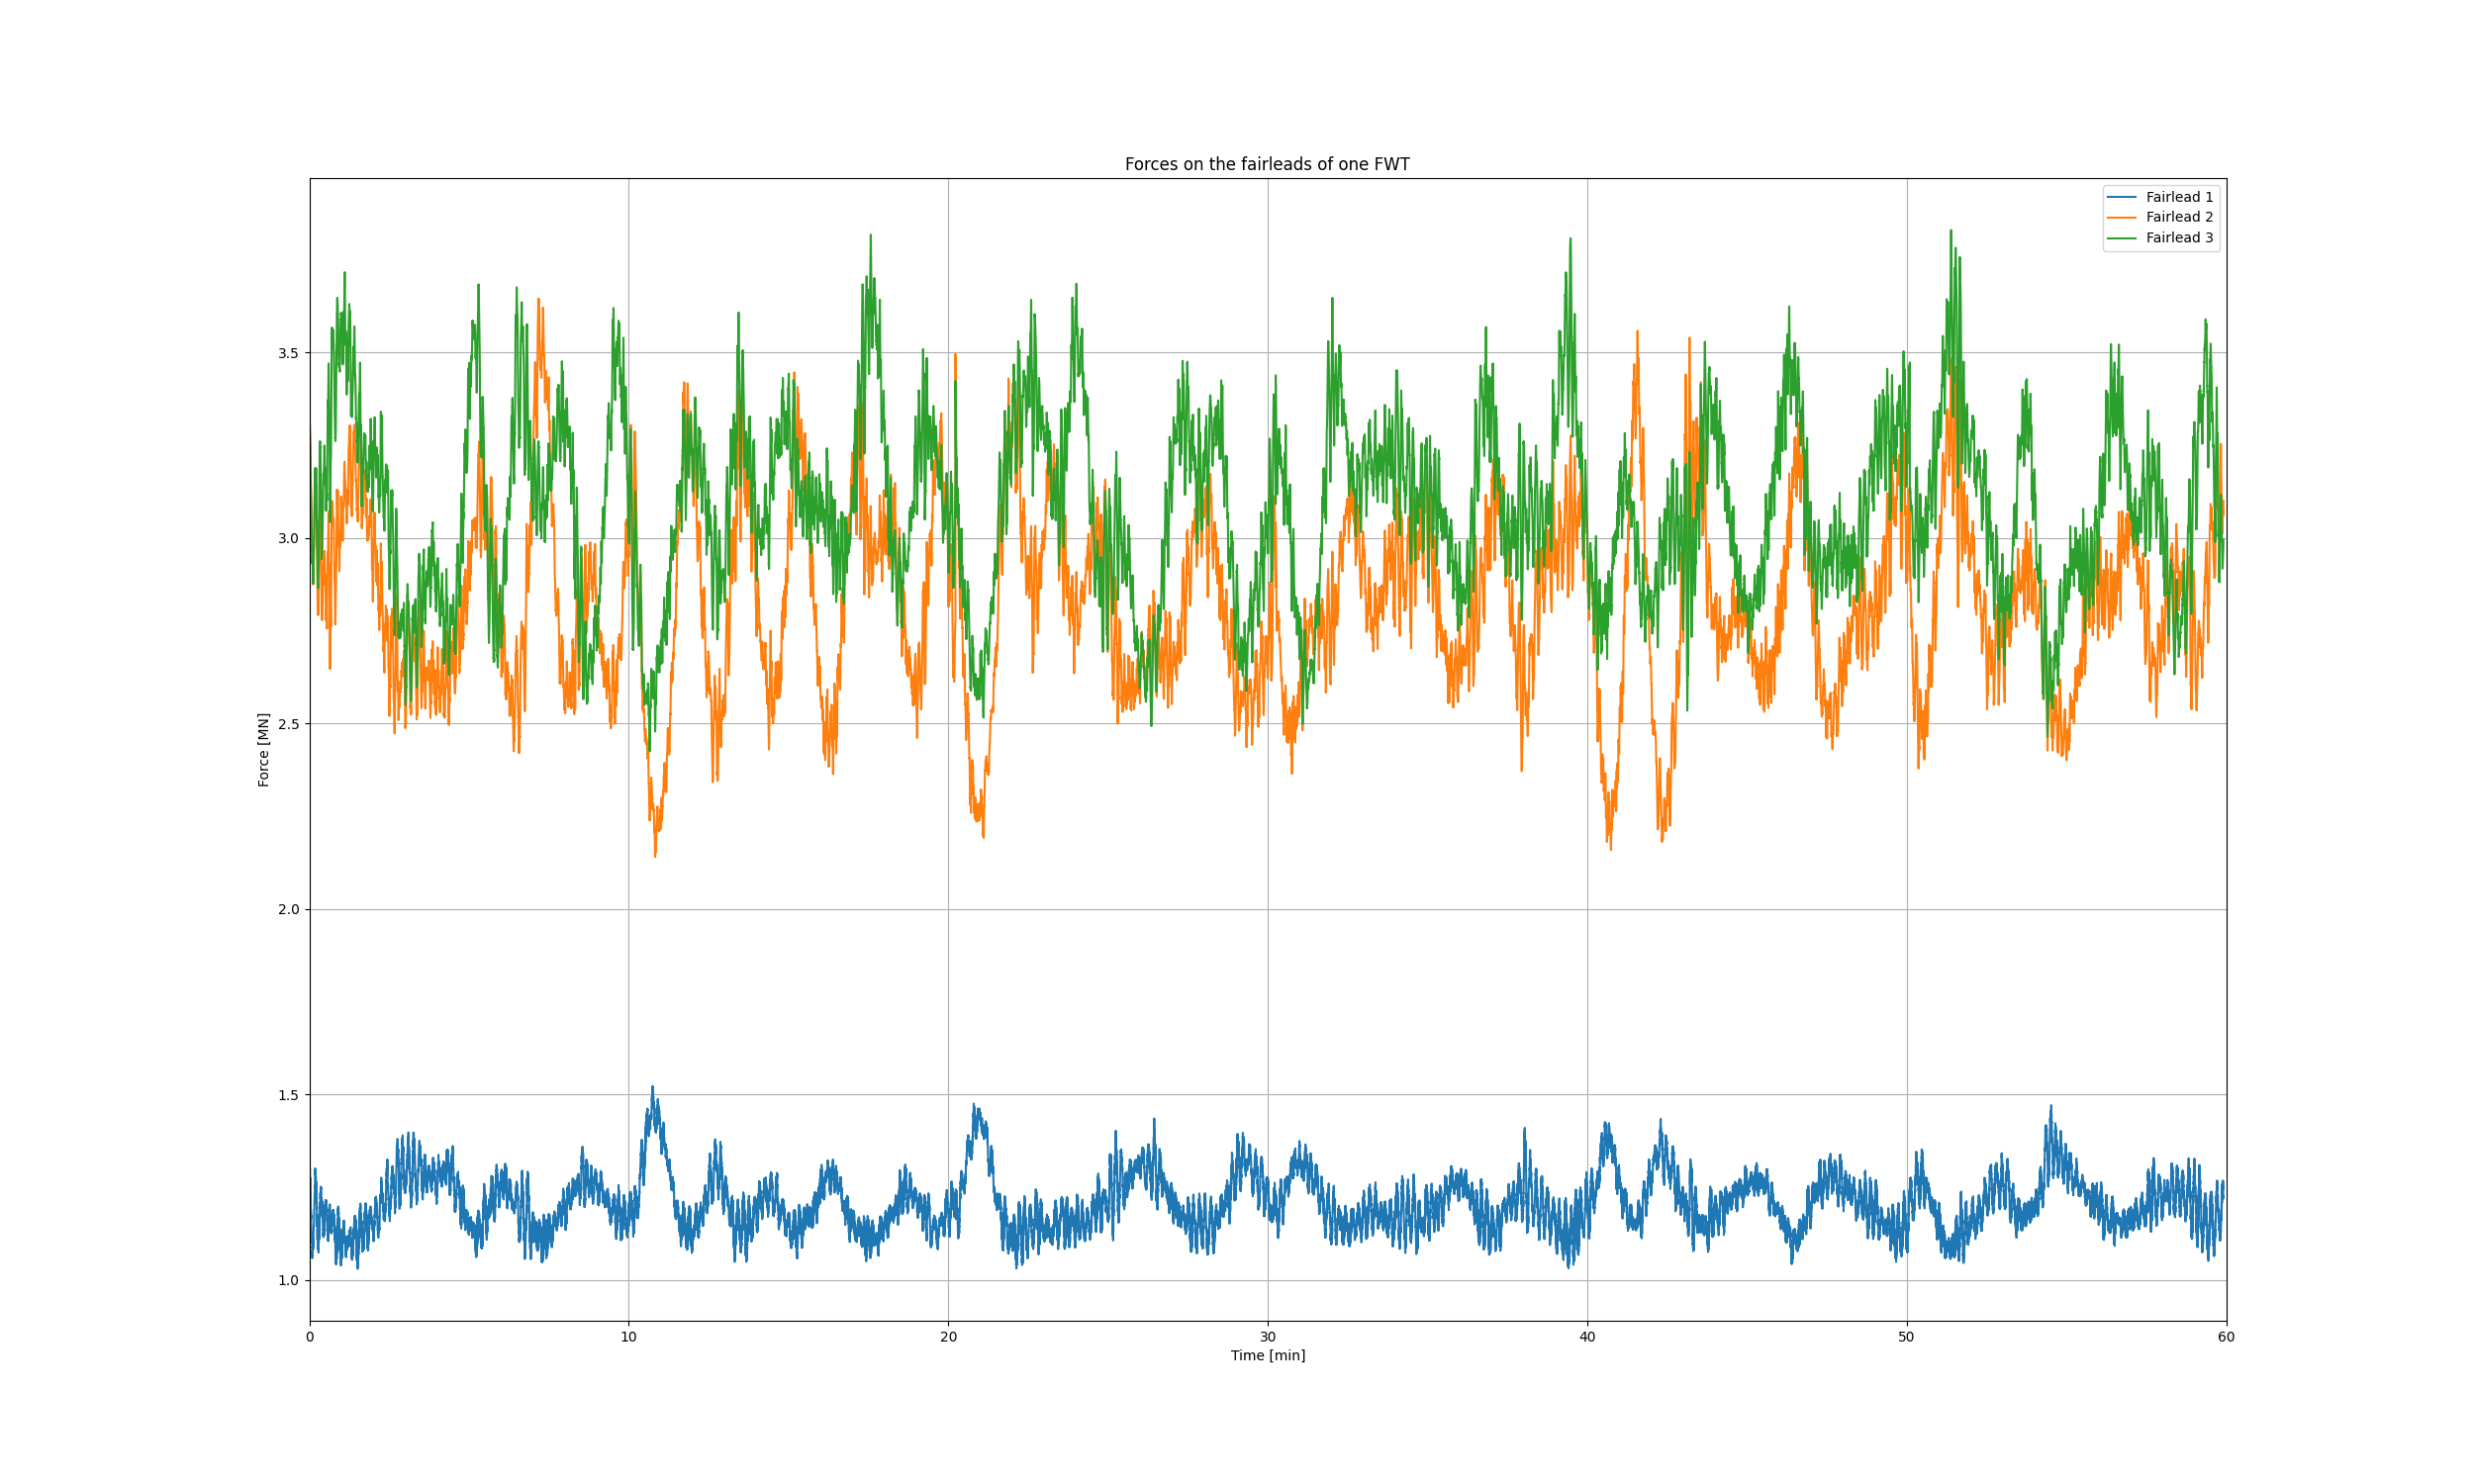 Forces on the fairleads of one FWT
Fairlead 1
Fairlead 2
Fairlead 3
Force [MN]
3.5
3.0
2.5
2.0
1.5
1.0
0 10 20 30 40 50 60
Time [min]